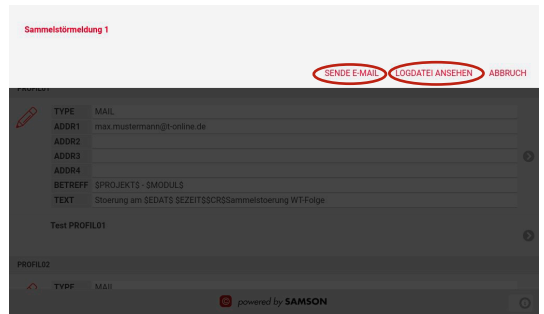 Sammelstörmeldung 1
SENDE E-MAIL LOGDATEI ANSEHEN ABBRUCH
PROFIL01
TYPE MAIL
ADDR1 max.mustermann@t-online.de
ADDR2
ADDR3
ADDR4
BETREFF $PROJEKT$ - $MODUL$
TEXT Stoerung am $EDAT$ $EZEIT$$CR$Sammelstoerung WT-Folge
Test PROFIL01
PROFIL02
TYPE MAIL
powered by SAMSON